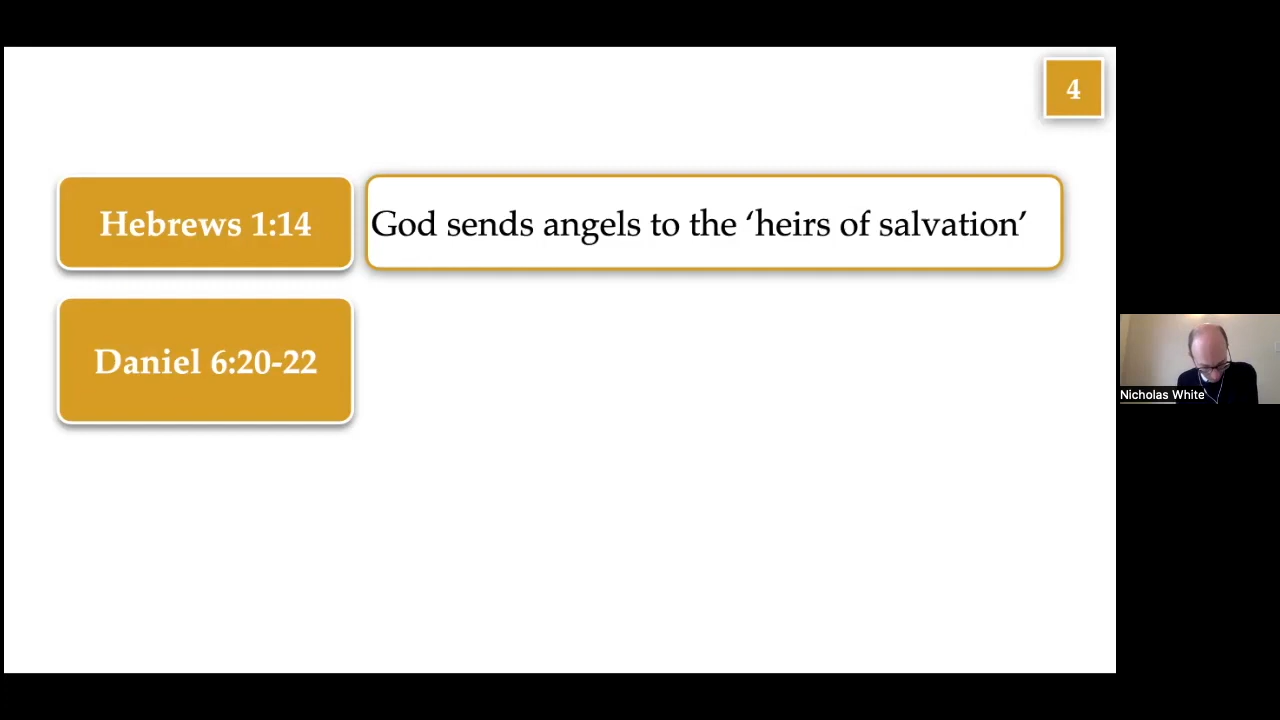 4
Hebrews 1:14
God sends angels to the ‘heirs of salvation’
Daniel 6:20-22
Nicholas White